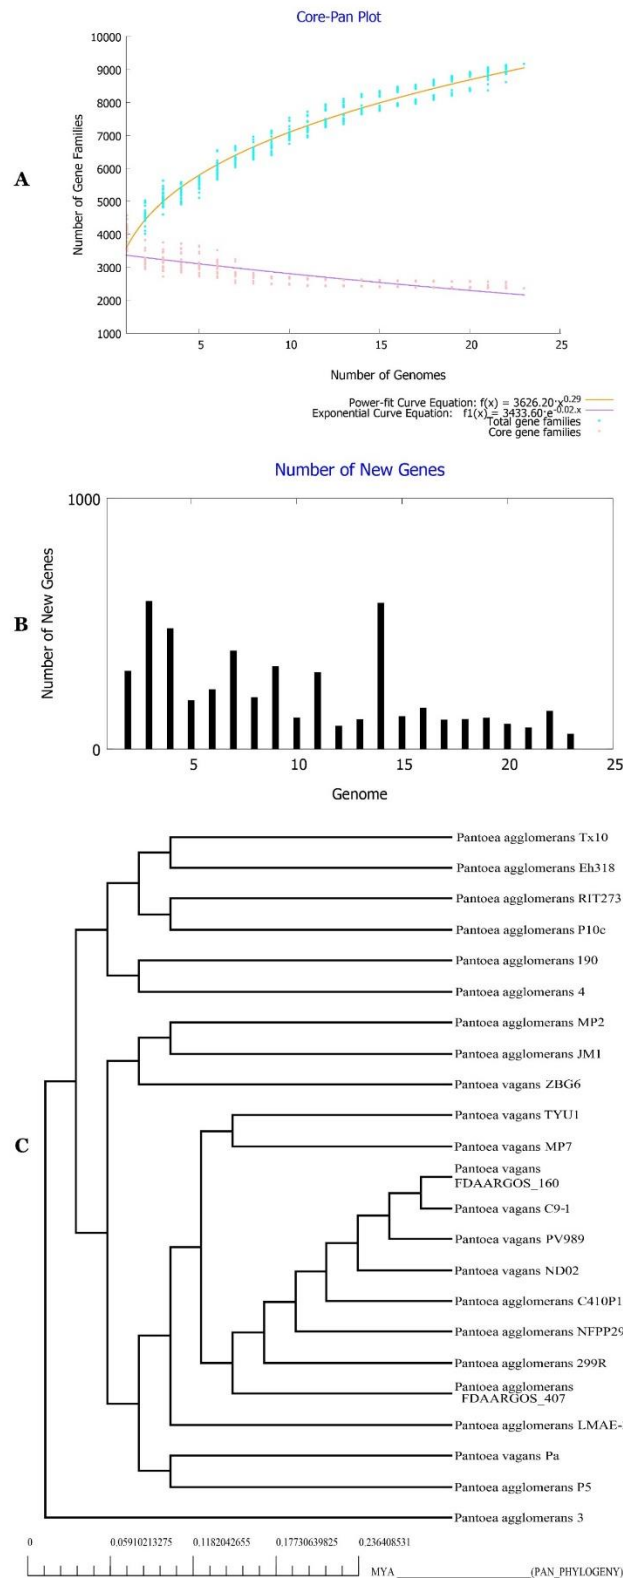 Core-Pan Plot
A
Number of Gene Families
10000
9000
8000
7000
6000
5000
4000
3000
2000
1000
5 10 15 20 25
Number of Genomes
Power-fit Curve Equation: f(x) = 3626.20·x^0.29
Exponential Curve Equation: f1(x) = 3433.60·e^-0.02.x
Total gene families
Core gene families
Number of New Genes
B
Number of New Genes
1000
0
5 10 15 20 25
Genome
C
Pantoea agglomerans Tx10
Pantoea agglomerans Eh318
Pantoea agglomerans RIT273
Pantoea agglomerans P10c
Pantoea agglomerans 190
Pantoea agglomerans 4
Pantoea agglomerans MP2
Pantoea agglomerans JM1
Pantoea vagans ZBG6
Pantoea vagans TYU1
Pantoea vagans MP7
Pantoea vagans
FDAARGOS_160
Pantoea vagans C9-1
Pantoea vagans PV989
Pantoea vagans ND02
Pantoea agglomerans C410P1
Pantoea agglomerans NFPP29
Pantoea agglomerans 299R
Pantoea agglomerans
FDAARGOS_407
Pantoea agglomerans LMAE-
Pantoea vagans Pa
Pantoea agglomerans P5
Pantoea agglomerans 3
0 0.05910213275 0.1182042655 0.17730639825 0.236408531
MYA (PAN_PHYLOGENY)